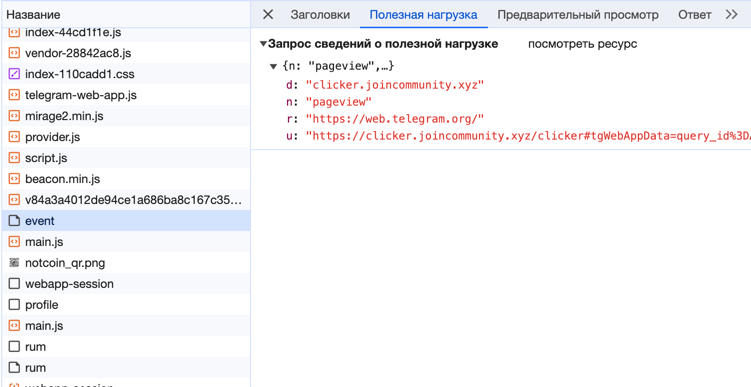 Название
index-44cd1f1e.js
vendor-28842ac8.js
index-110cadd1.css
telegram-web-app.js
mirage2.min.js
provider.js
script.js
beacon.min.js
v84a3a4012de94ce1a686ba8c167c35...
event
main.js
notcoin_qr.png
webapp-session
profile
main.js
rum
rum
webapp-session
Заголовки Полезная нагрузка Предварительный просмотр Ответ
Запрос сведений о полезной нагрузке посмотреть ресурс
{n: "pageview",…}
d: "clicker.joincommunity.xyz"
n: "pageview"
r: "https://web.telegram.org/"
u: "https://clicker.joincommunity.xyz/clicker#tgWebAppData=query_id%3D